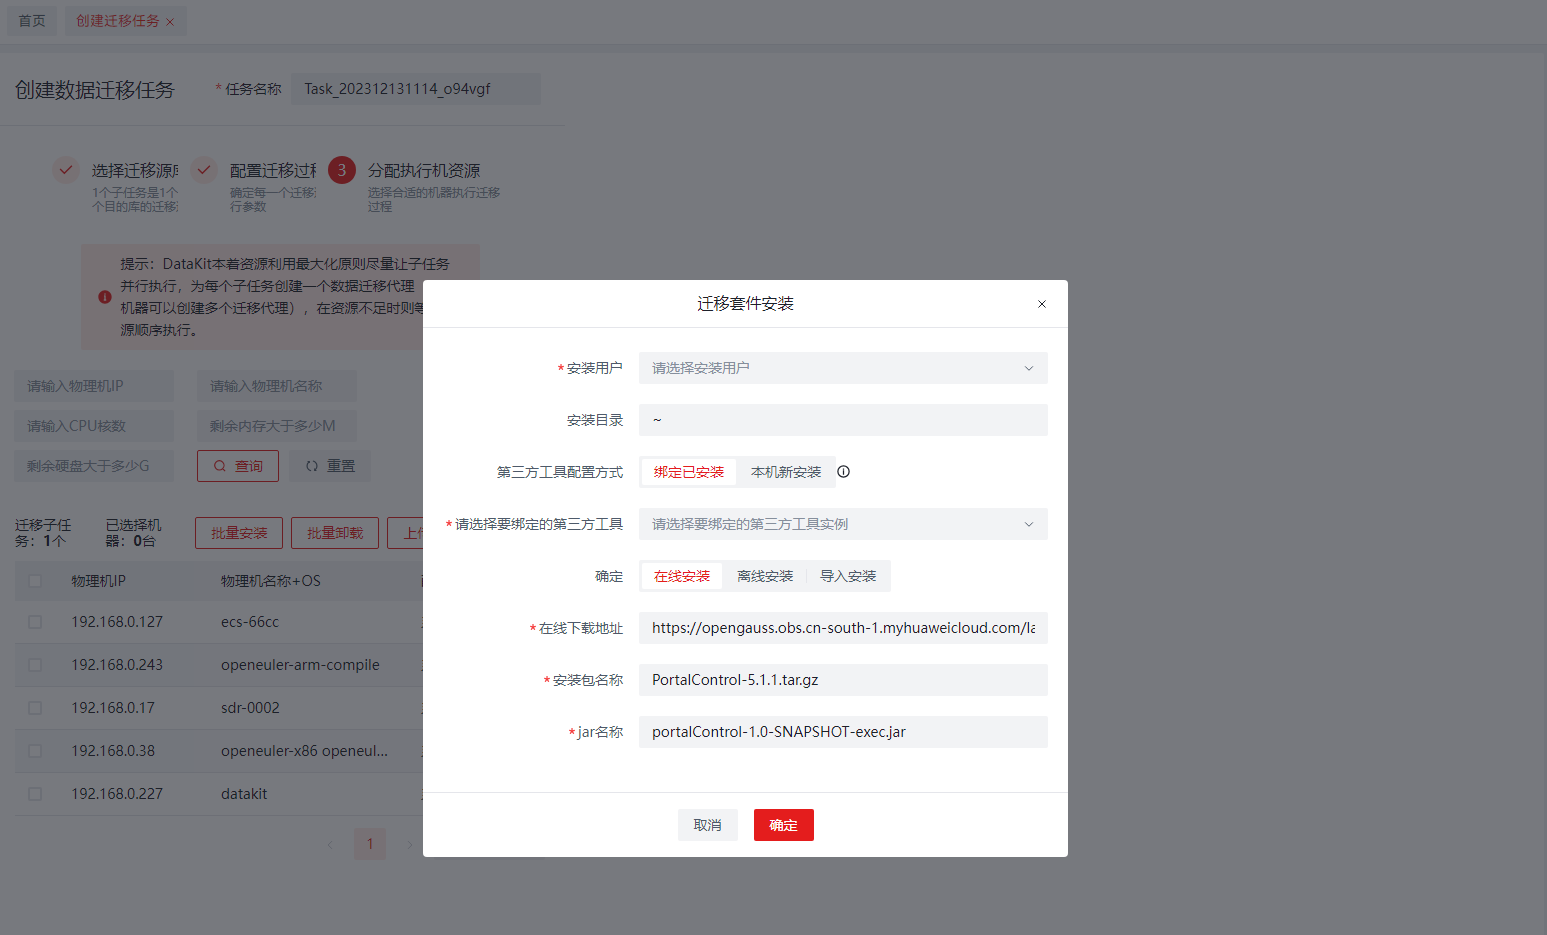 首页
创建迁移任务 ×
创建数据迁移任务
* 任务名称
Task_202312131114_o94vgf
选择迁移源库
1个子任务是1个
个目的库的迁移
配置迁移过程
确定每一个迁移
行参数
3
分配执行机资源
选择合适的机器执行迁移
过程
提示：DataKit本着资源利用最大化原则尽量让子任务
并行执行，为每个子任务创建一个数据迁移代理
机器可以创建多个迁移代理），在资源不足时则
源顺序执行。
请输入物理机IP
请输入物理机名称
请输入CPU核数
剩余内存大于多少M
剩余硬盘大于多少G
查询
重置
迁移子任
务：1个
已选择机
器：0台
批量安装
批量卸载
上
物理机IP
物理机名称+OS
192.168.0.127
ecs-66cc
192.168.0.243
openeuler-arm-compile
192.168.0.17
sdr-0002
192.168.0.38
openeuler-x86 openeul...
192.168.0.227
datakit
1
迁移套件安装
* 安装用户
请选择安装用户
安装目录
~
第三方工具配置方式
绑定已安装
本机新安装
* 请选择要绑定的第三方工具
请选择要绑定的第三方工具实例
确定
在线安装
离线安装
导入安装
* 在线下载地址
https://opengauss.obs.cn-south-1.myhuaweicloud.com/la
* 安装包名称
PortalControl-5.1.1.tar.gz
* jar名称
portalControl-1.0-SNAPSHOT-exec.jar
取消
确定